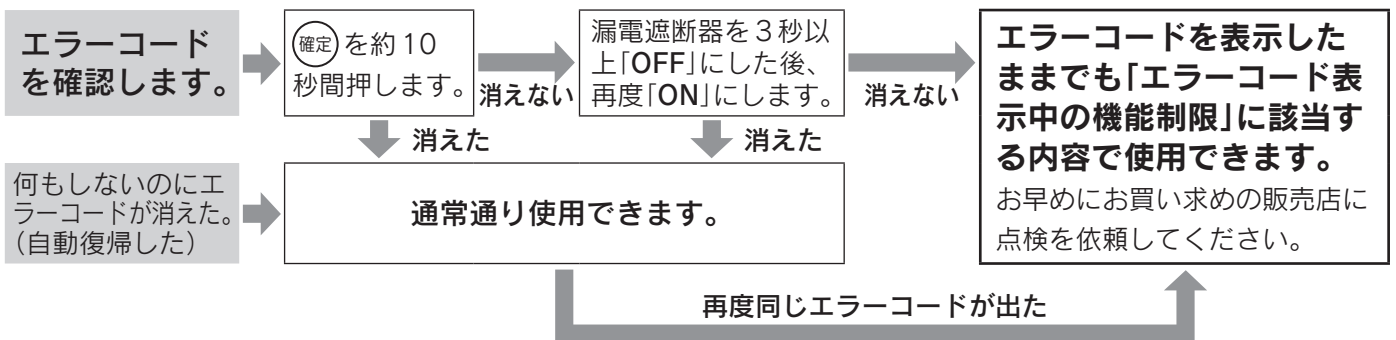 エラーコード
を確認します。
確定を約10
秒間押します。
消えない
漏電遮断器を3秒以
上「OFF」にした後、
再度「ON」にします。
消えない
エラーコードを表示した
ままでも「エラーコード表
示中の機能制限」に該当す
る内容で使用できます。
お早めにお買い求めの販売店に
点検を依頼してください。
消えた
消えた
何もしないのにエ
ラーコードが消えた。
(自動復帰した)
通常通り使用できます。
再度同じエラーコードが出た